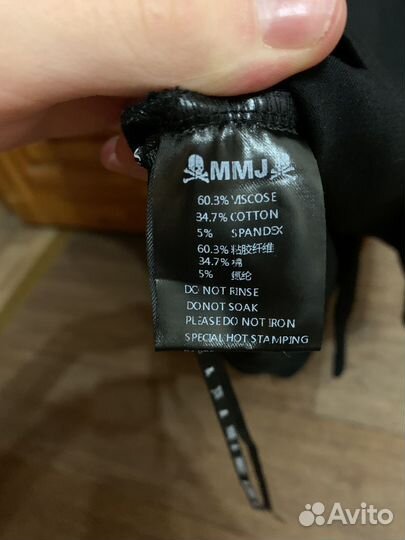 MMJ
60.3% VISCOSE
34.7% COTTON
5% SPANDEX
60.3% 粘胶纤维
34.7% 棉
5% 氨纶
DO NOT RINSE
DO NOT SOAK
PLEASE DO NOT IRON
SPECIAL HOT STAMPING
Avito